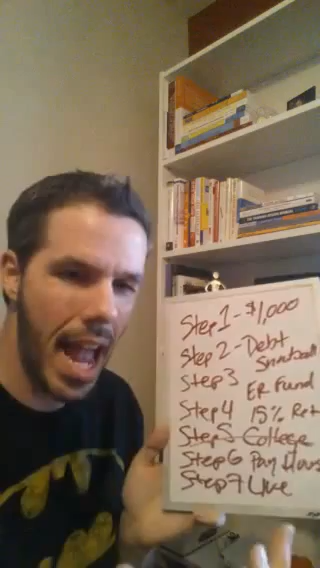 Step 1 - $1,000
Step 2 - Debt
Snowball
Step 3
ER Fund
Step 4 15% Ret
Step 5 College
Step 6 Pay Hous
Step 7 Live